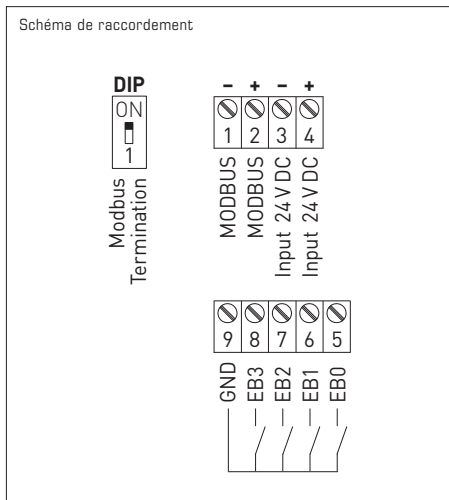 Schéma de raccordement
DIP
ON
1
Modbus
Termination
– + – +
1 2 3 4
MODBUS
MODBUS
Input 24 V DC
Input 24 V DC
9 8 7 6 5
GND
EB3
EB2
EB1
EB0